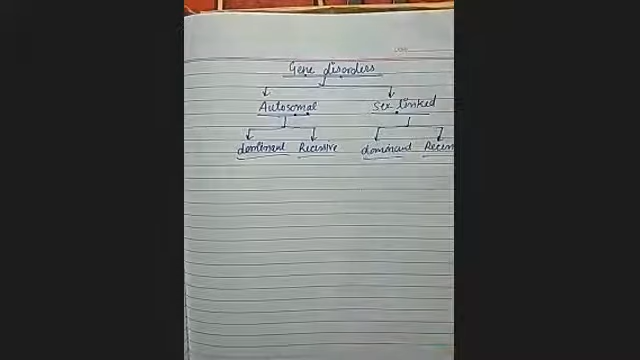 Gene disorders
Autosomal Sex linked
dominant Recessive dominant